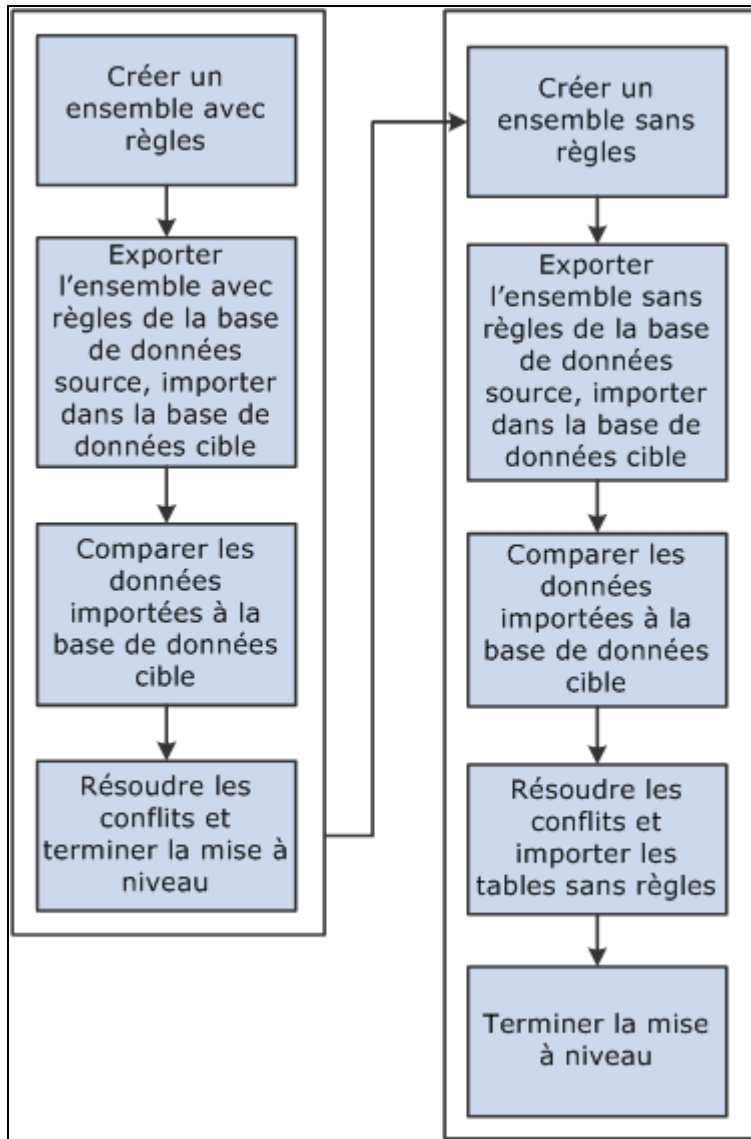 Créer un
ensemble avec
règles
Exporter
l'ensemble avec
règles de la base
de données
source, importer
dans la base de
données cible
Comparer les
données
importées à la
base de données
cible
Résoudre les
conflits et
terminer la mise à
niveau
Créer un
ensemble sans
règles
Exporter
l'ensemble sans
règles de la base
de données
source, importer
dans la base de
données cible
Comparer les
données
importées à la
base de données
cible
Résoudre les
conflits et
importer les
tables sans règles
Terminer la mise
à niveau